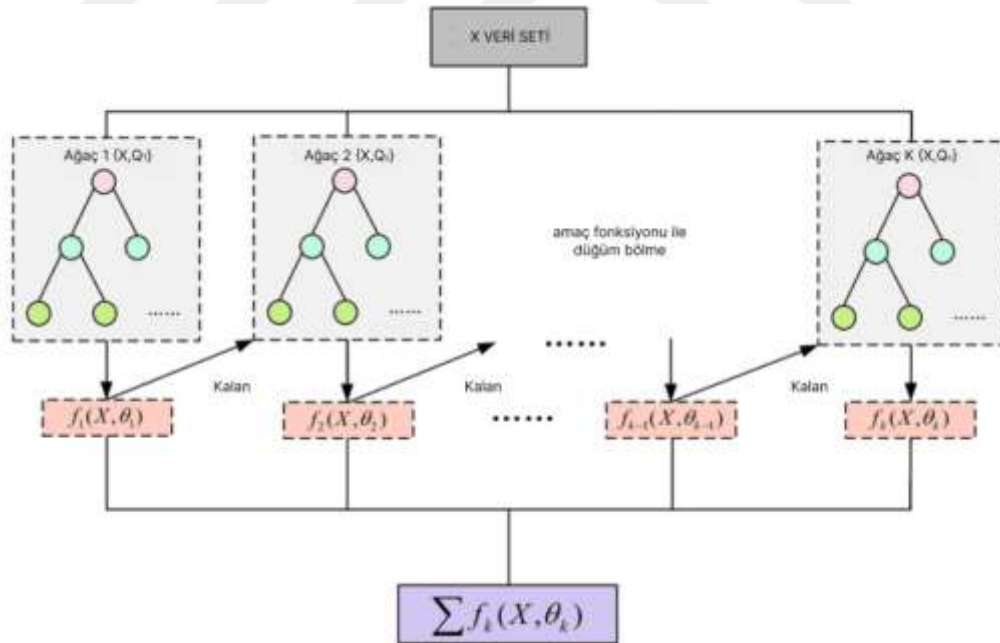 X VERİ SETİ
Ağaç 1 (X,Q₁)
Ağaç 2 (X,Q₂)
Ağaç K (X,Qₖ)
amaç fonksiyonu ile
düğüm bölme
......
......
......
......
Kalan
Kalan
Kalan
f₁(X,θ₁)
f₂(X,θ₂)
......
fₖ₋₁(X,θₖ₋₁)
fₖ(X,θₖ)
∑fₖ(X,θₖ)